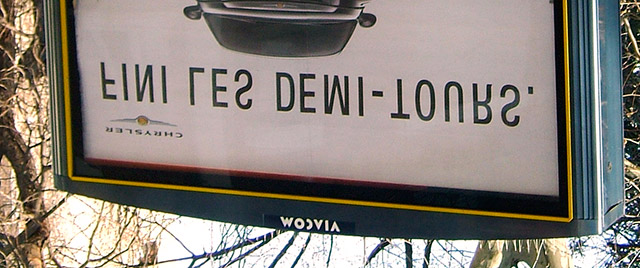 FINI LES DEMI-TOURS.
CHRYSLER
VIACOM